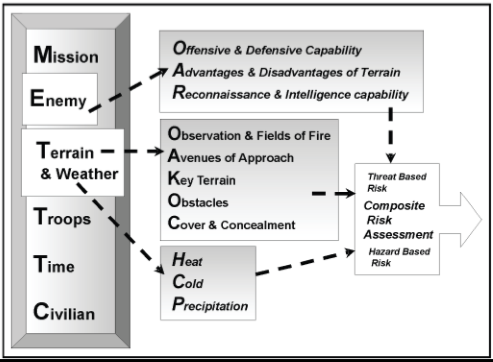 Mission
Enemy
Terrain
& Weather
Troops
Time
Civilian
Offensive & Defensive Capability
Advantages & Disadvantages of Terrain
Reconnaissance & Intelligence capability
Observation & Fields of Fire
Avenues of Approach
Key Terrain
Obstacles
Cover & Concealment
Heat
Cold
Precipitation
Threat Based
Risk
Composite
Risk
Assessment
Hazard Based
Risk